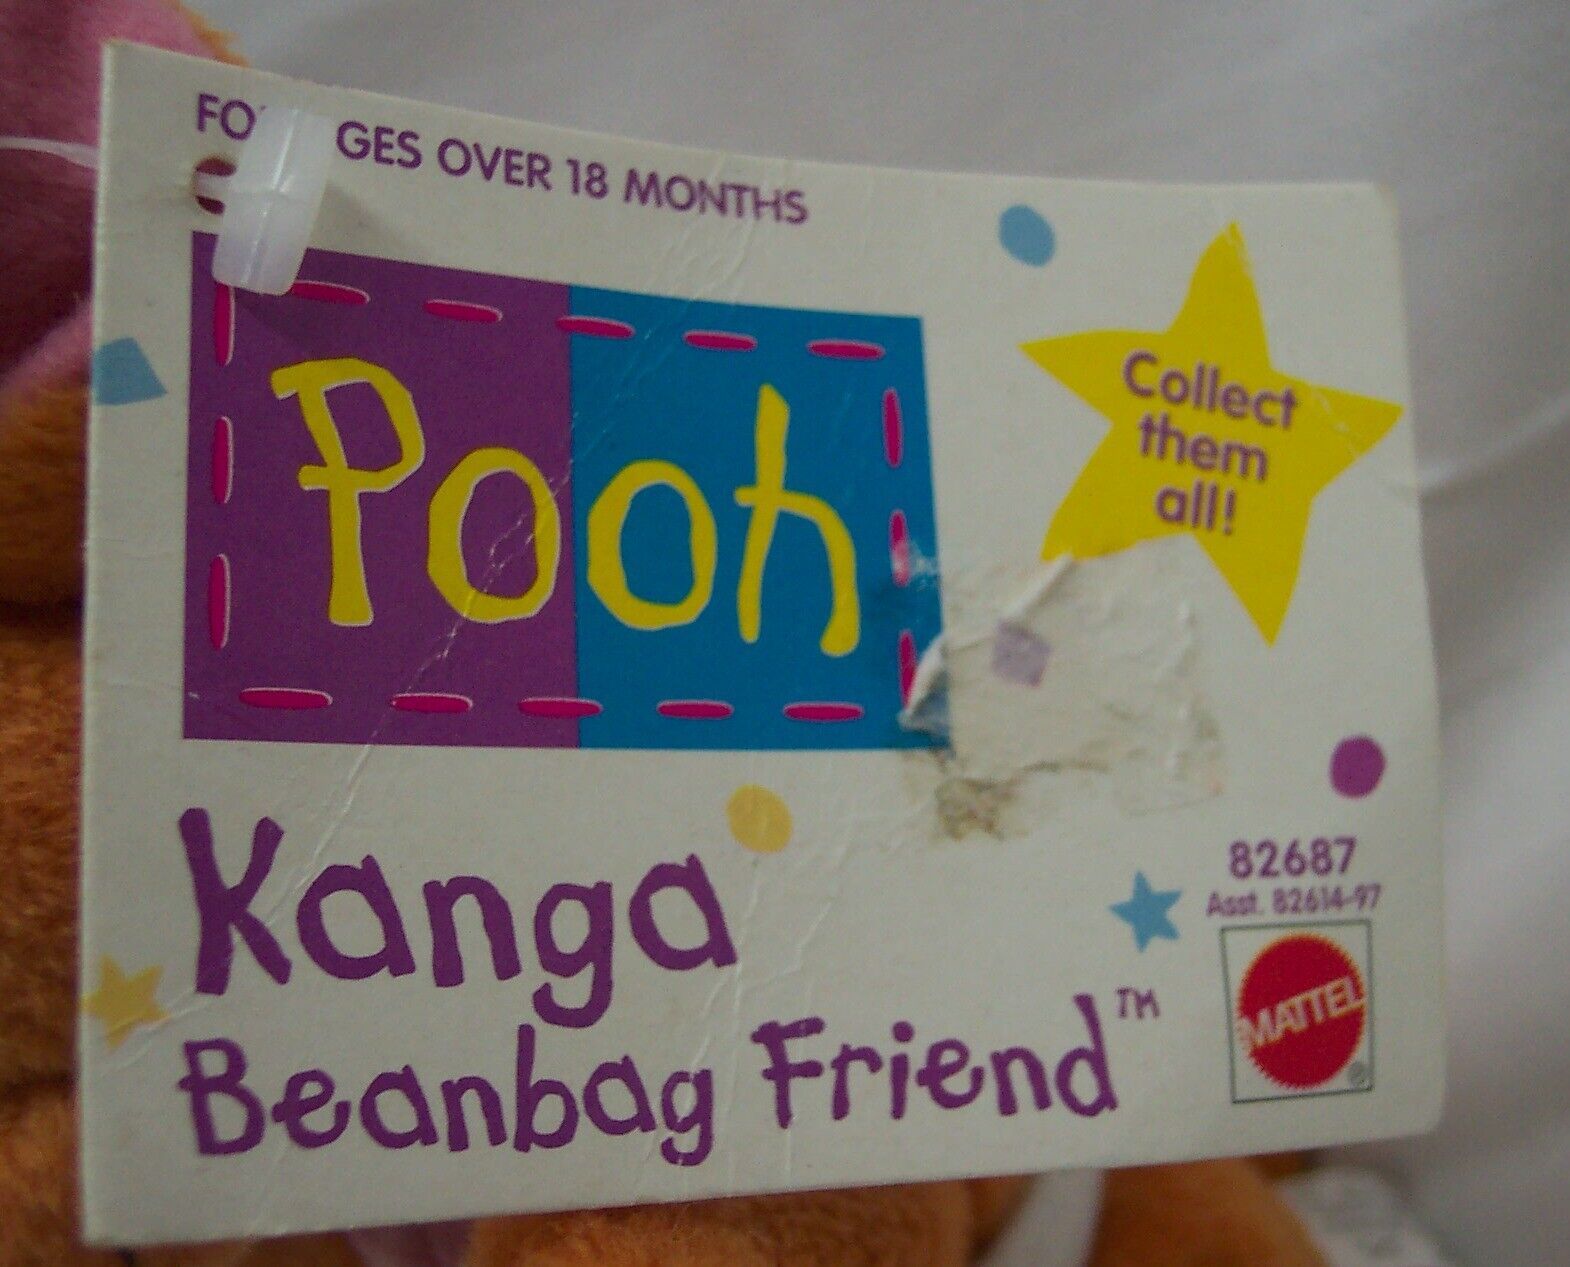 FO GES OVER 18 MONTHS
Pooh
Collect
them
all!
Kanga
Beanbag Friend™
82687
Asst. 82614-97
MATTEL
®